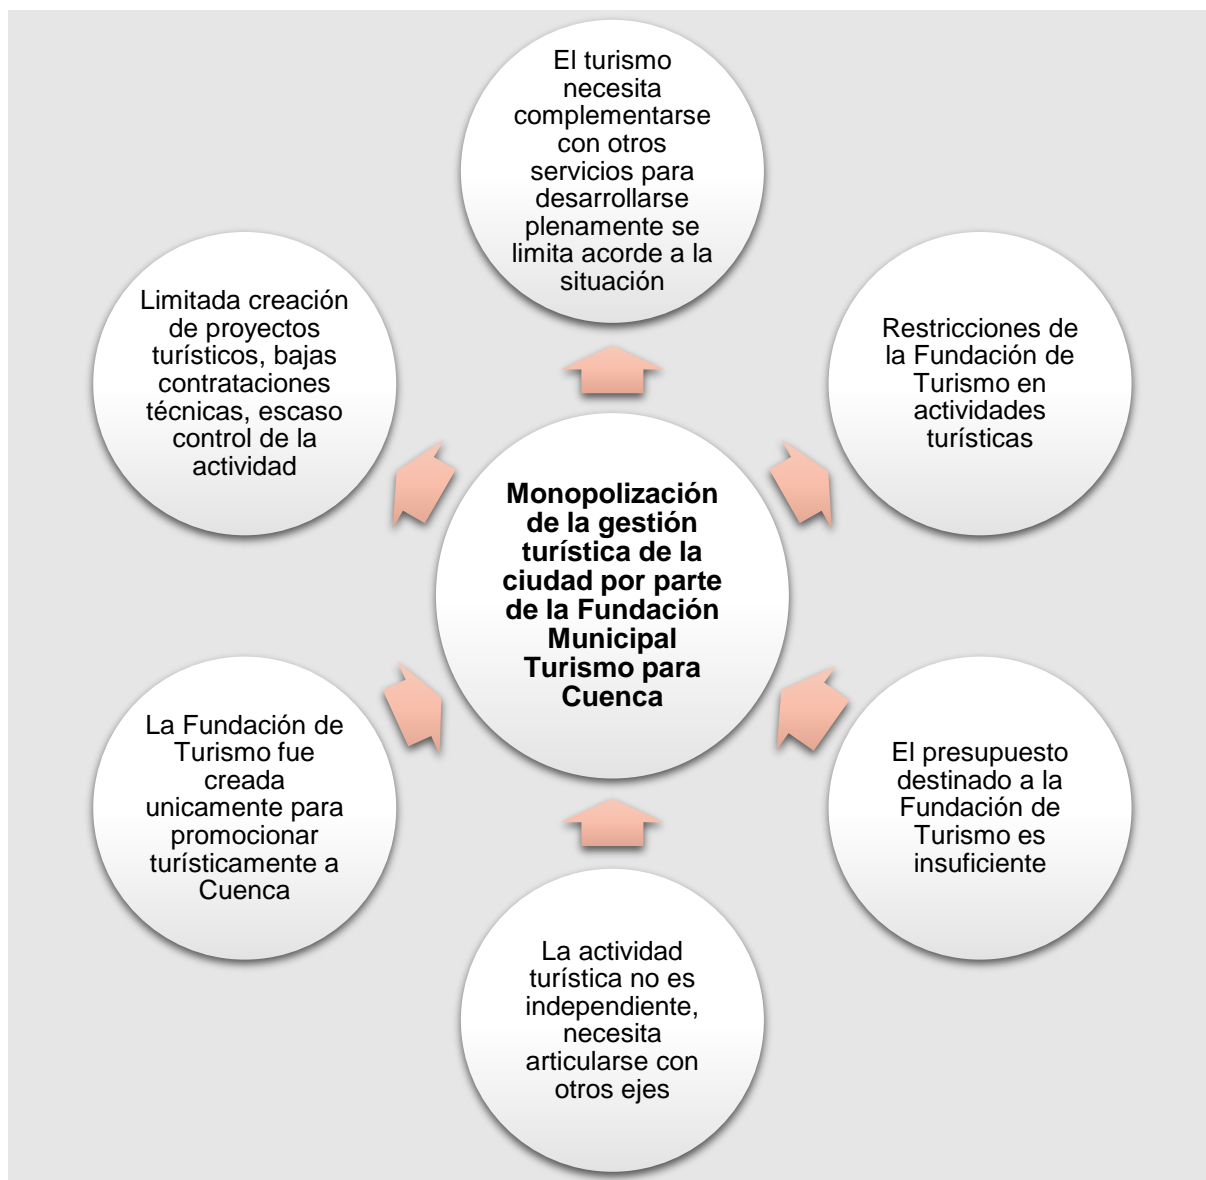 El turismo
necesita
complementarse
con otros
servicios para
desarrollarse
plenamente se
limita acorde a la
situación
Limitada creación
de proyectos
turísticos, bajas
contrataciones
técnicas, escaso
control de la
actividad
Restricciones de
la Fundación de
Turismo en
actividades
turísticas
Monopolización
de la gestión
turística de la
ciudad por parte
de la Fundación
Municipal
Turismo para
Cuenca
La Fundación de
Turismo fue
creada
unicamente para
promocionar
turísticamente a
Cuenca
El presupuesto
destinado a la
Fundación de
Turismo es
insuficiente
La actividad
turística no es
independiente,
necesita
articularse con
otros ejes